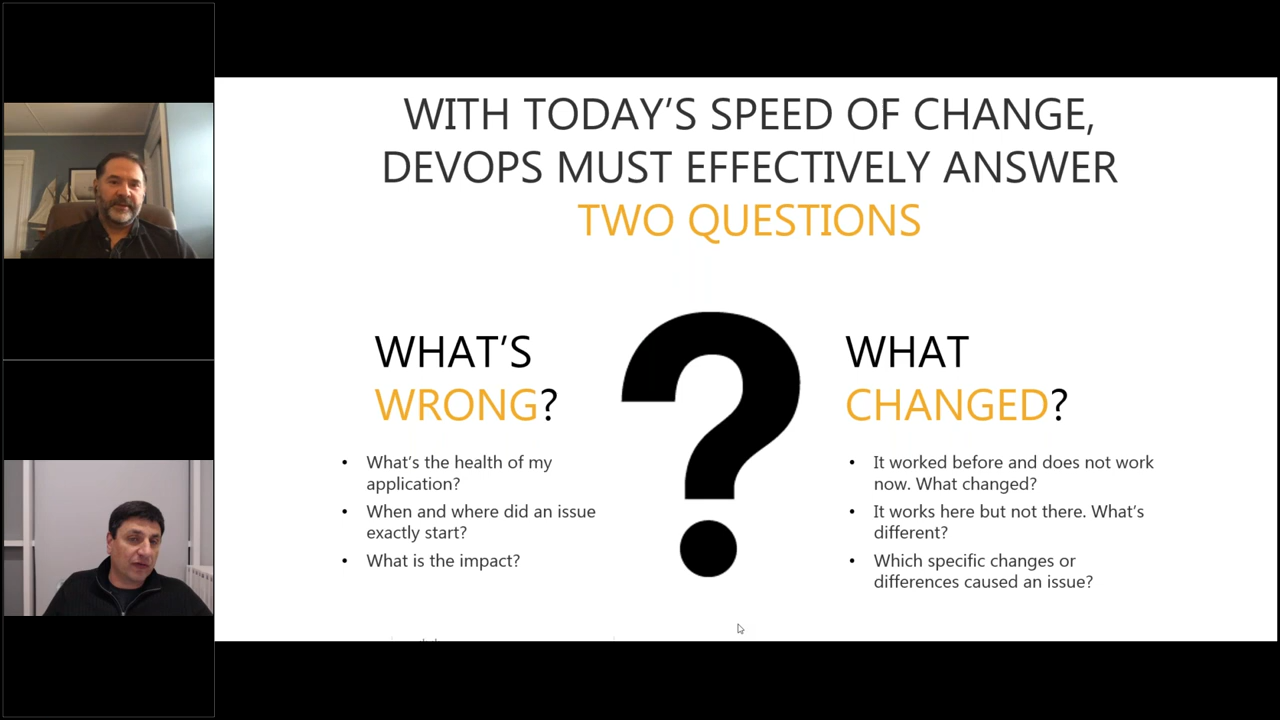 WITH TODAY’S SPEED OF CHANGE,
DEVOPS MUST EFFECTIVELY ANSWER
TWO QUESTIONS
WHAT’S
WRONG?
• What’s the health of my
application?
• When and where did an issue
exactly start?
• What is the impact?
?
WHAT
CHANGED?
• It worked before and does not work
now. What changed?
• It works here but not there. What’s
different?
• Which specific changes or
differences caused an issue?